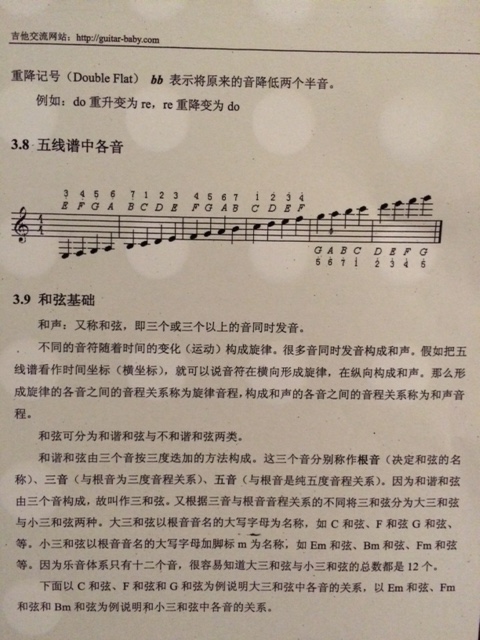 吉他交流网站：http://guitar-baby.com
重降记号（Double Flat） bb 表示将原来的音降低两个半音。
例如：do 重升变为 re，re 重降变为 do
3.8 五线谱中各音
3 4 5 6 7 1 2 3 4 5 6 7 1 2 3 4
E F G A B C D E F G A B C D E F
G A B C D E F G
5 6 7 1 2 3 4 5
3.9 和弦基础
和声：又称和弦，即三个或三个以上的音同时发音。
不同的音符随着时间的变化（运动）构成旋律。很多音同时发音构成和声。假如把五
线谱看作时间坐标（横坐标），就可以说音符在横向形成旋律，在纵向构成和声。那么形
成旋律的各音之间的音程关系称为旋律音程，构成和声的各音之间的音程关系称为和声音
程。
和弦可分为和谐和弦与不和谐和弦两类。
和谐和弦由三个音按三度迭加的方法构成。这三个音分别称作根音（决定和弦的名
称）、三音（与根音为三度音程关系）、五音（与根音是纯五度音程关系）。因为和谐和弦
由三个音构成，故叫作三和弦。又根据三音与根音音程关系的不同将三和弦分为大三和弦
与小三和弦两种。大三和弦以根音音名的大写字母为名称，如 C 和弦、F 和弦 G 和弦、
等。小三和弦以根音音名的大写字母加脚标 m 为名称，如 Em 和弦、Bm 和弦、Fm 和弦
等。因为乐音体系只有十二个音，很容易知道大三和弦与小三和弦的总数都是 12 个。
下面以 C 和弦、F 和弦和 G 和弦为例说明大三和弦中各音的关系，以 Em 和弦、Fm
和弦和 Bm 和弦为例说明和小三和弦中各音的关系。